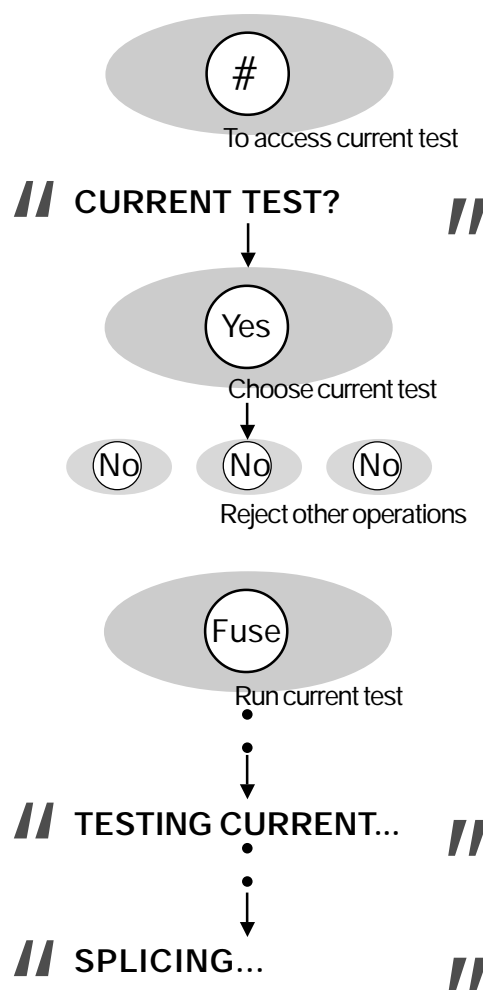 #
To access current test
" CURRENT TEST? "
Yes
Choose current test
No No No
Reject other operations
Fuse
Run current test
" TESTING CURRENT... "
" SPLICING... "